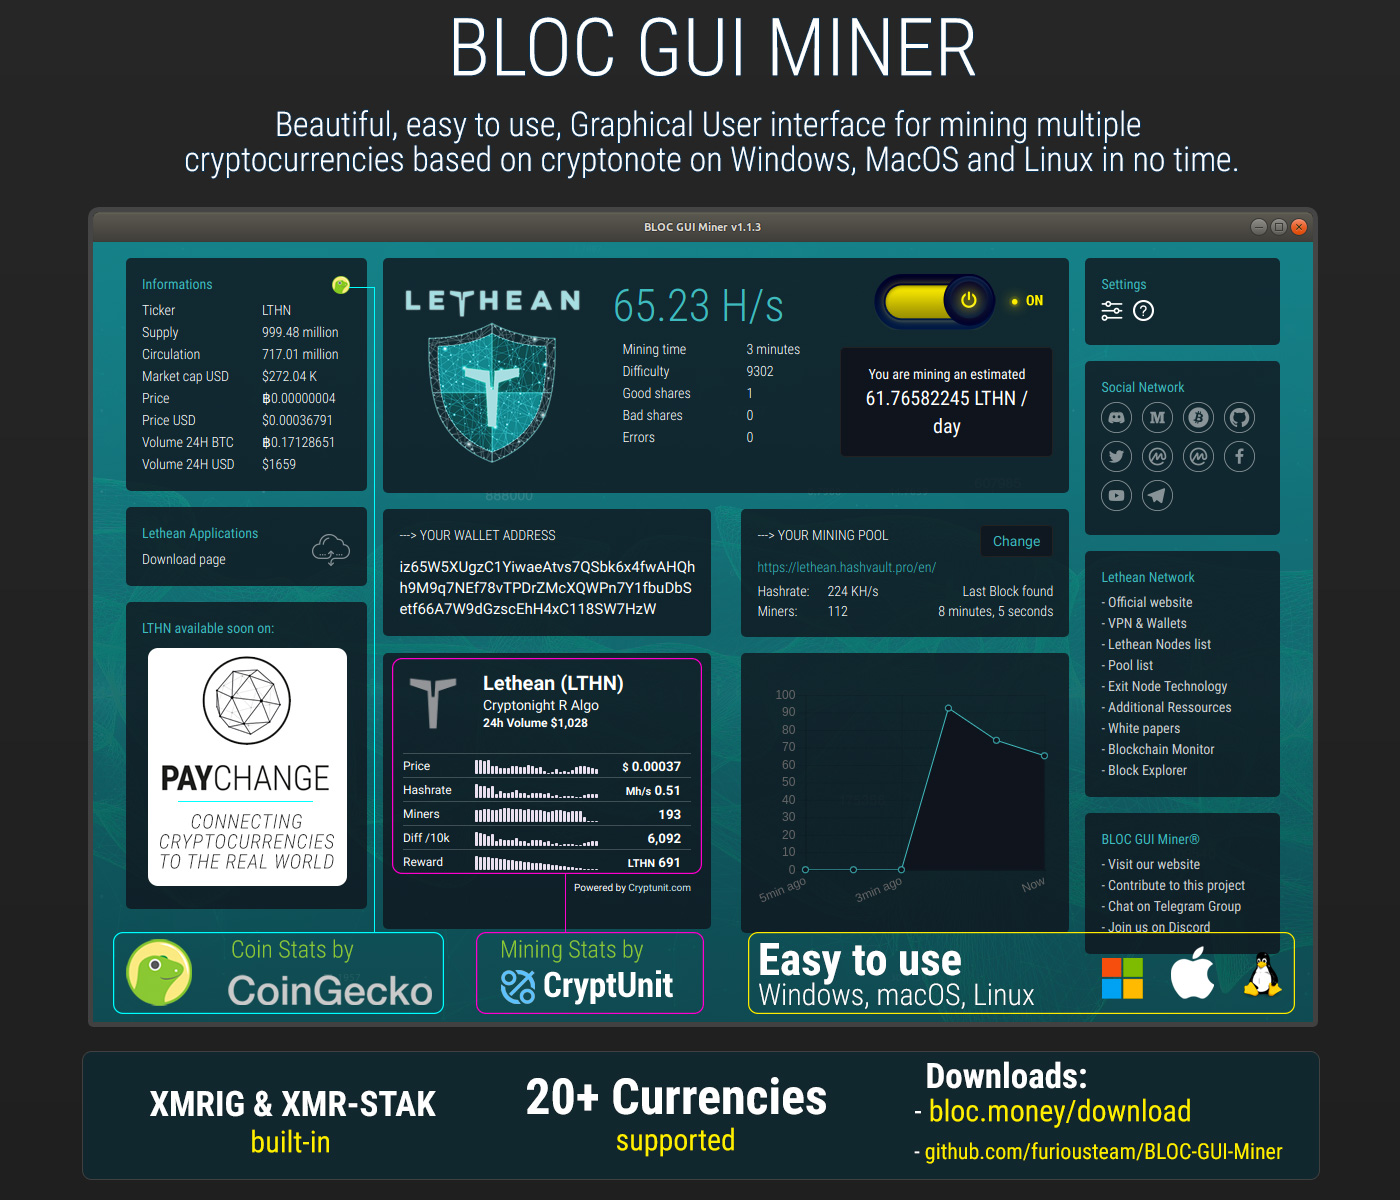 BLOC GUI MINER
Beautiful, easy to use, Graphical User interface for mining multiple
cryptocurrencies based on cryptonote on Windows, MacOS and Linux in no time.
BLOC GUI Miner v1.1.3
Informations
Ticker LTHN
Supply 999.48 million
Circulation 717.01 million
Market cap USD $272.04 K
Price ฿0.00000004
Price USD $0.00036791
Volume 24H BTC ฿0.17128651
Volume 24H USD $1659
Lethean Applications
Download page
LTHN available soon on:
PAYCHANGE
CONNECTING
CRYPTOCURRENCIES
TO THE REAL WORLD
LETHEAN
65.23 H/s
Mining time 3 minutes
Difficulty 9302
Good shares 1
Bad shares 0
Errors 0
ON
You are mining an estimated
61.76582245 LTHN /
day
888000
---> YOUR WALLET ADDRESS
iz65W5XUgzC1YiwaeAtvs7QSbk6x4fwAHQh
h9M9q7NEf78vTPDrZMcXQWPn7Y1fbuDbS
etf66A7W9dGzscEhH4xC118SW7HzW
---> YOUR MINING POOL
Change
https://lethean.hashvault.pro/en/
Hashrate: 224 KH/s Last Block found
Miners: 112 8 minutes, 5 seconds
Lethean (LTHN)
Cryptonight R Algo
24h Volume $1,028
Price $ 0.00037
Hashrate Mh/s 0.51
Miners 193
Diff /10k 6,092
Reward LTHN 691
Powered by Cryptunit.com
100
90
80
70
60
50
40
30
20
10
0
5min ago 3min ago Now
Settings
Social Network
Lethean Network
- Official website
- VPN & Wallets
- Lethean Nodes list
- Pool list
- Exit Node Technology
- Additional Ressources
- White papers
- Blockchain Monitor
- Block Explorer
BLOC GUI Miner®
- Visit our website
- Contribute to this project
- Chat on Telegram Group
- Join us on Discord
Coin Stats by
CoinGecko
Mining Stats by
CryptUnit
Easy to use
Windows, macOS, Linux
XMRIG & XMR-STAK
built-in
20+ Currencies
supported
Downloads:
- bloc.money/download
- github.com/furiousteam/BLOC-GUI-Miner